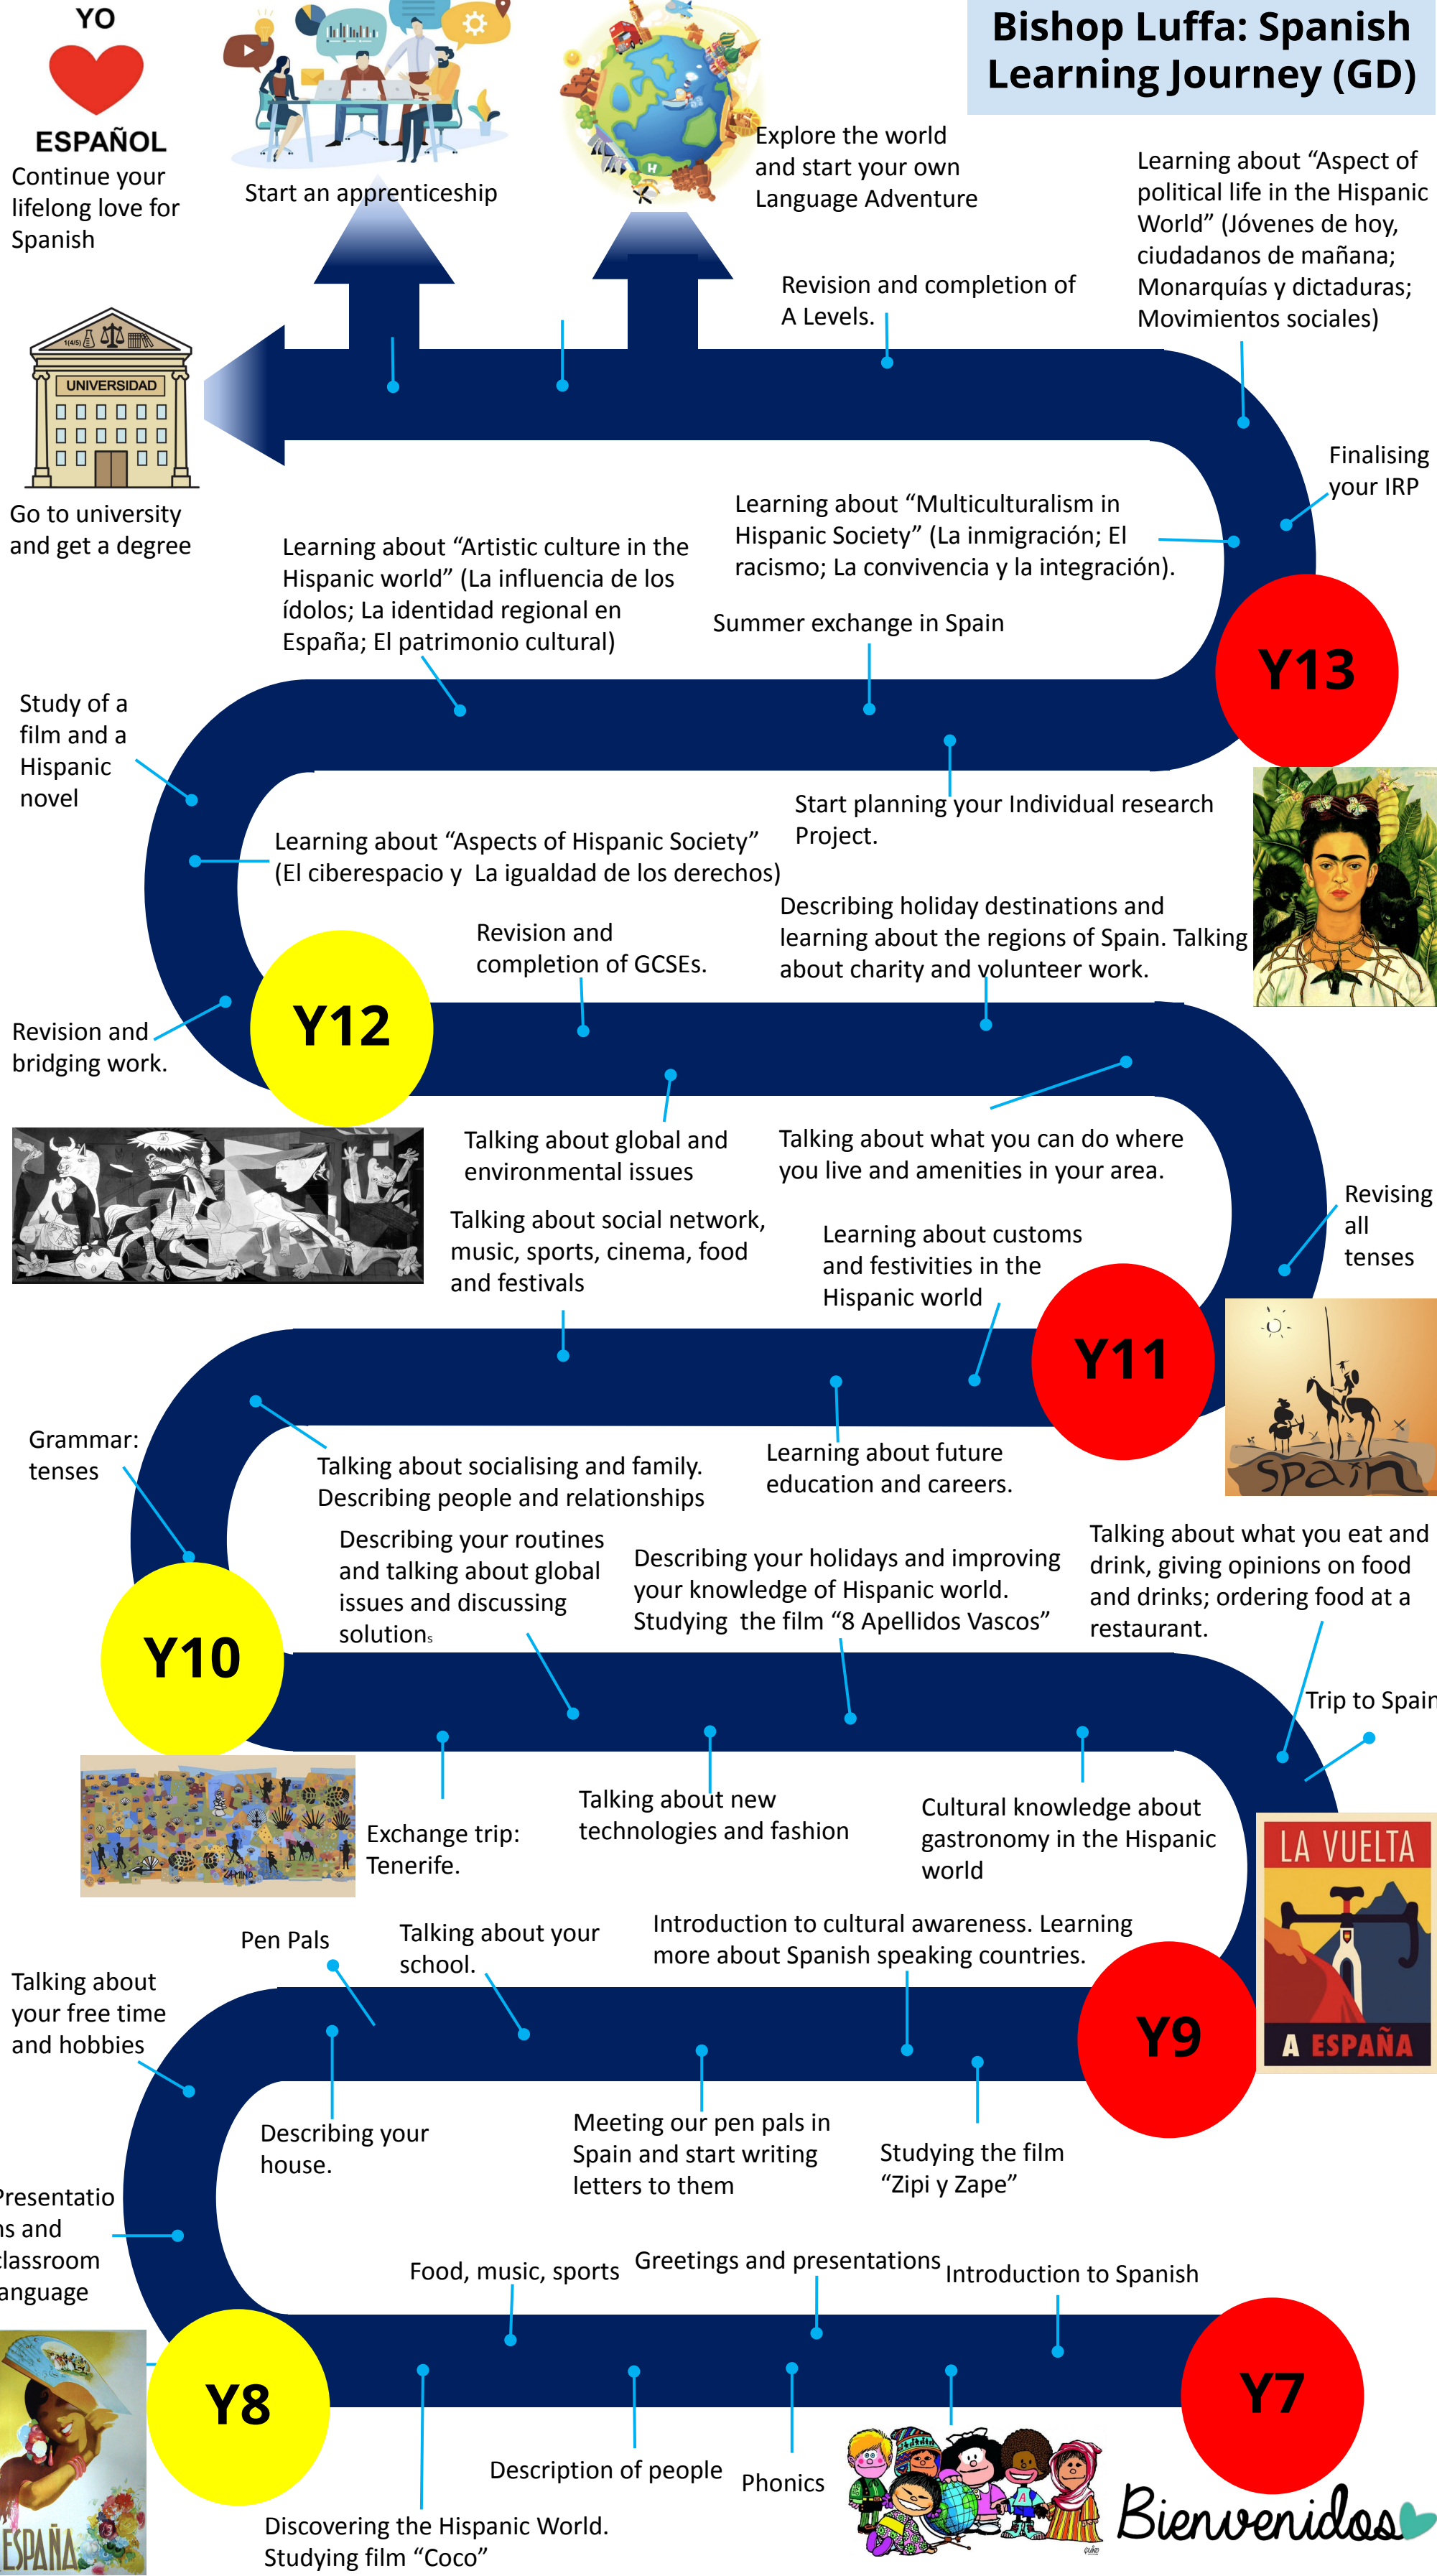 YO
ESPAÑOL
Continue your
lifelong love for
Spanish
Start an apprenticeship
Explore the world
and start your own
Language Adventure
Bishop Luffa: Spanish
Learning Journey (GD)
Learning about “Aspect of
political life in the Hispanic
World” (Jóvenes de hoy,
ciudadanos de mañana;
Monarquías y dictaduras;
Movimientos sociales)
Revision and completion of
A Levels.
UNIVERSIDAD
Go to university
and get a degree
Finalising
your IRP
Learning about “Multiculturalism in
Hispanic Society” (La inmigración; El
racismo; La convivencia y la integración).
Learning about “Artistic culture in the
Hispanic world” (La influencia de los
ídolos; La identidad regional en
España; El patrimonio cultural)
Summer exchange in Spain
Y13
Study of a
film and a
Hispanic
novel
Start planning your Individual research
Project.
Learning about “Aspects of Hispanic Society”
(El ciberespacio y La igualdad de los derechos)
Describing holiday destinations and
learning about the regions of Spain. Talking
about charity and volunteer work.
Revision and
completion of GCSEs.
Y12
Revision and
bridging work.
Talking about global and
environmental issues
Talking about what you can do where
you live and amenities in your area.
Revising
all
tenses
Talking about social network,
music, sports, cinema, food
and festivals
Learning about customs
and festivities in the
Hispanic world
Y11
spain
Grammar:
tenses
Talking about socialising and family.
Describing people and relationships
Learning about future
education and careers.
Describing your routines
and talking about global
issues and discussing
solutions
Describing your holidays and improving
your knowledge of Hispanic world.
Studying the film “8 Apellidos Vascos”
Talking about what you eat and
drink, giving opinions on food
and drinks; ordering food at a
restaurant.
Y10
Trip to Spain
CAMINO
Exchange trip:
Tenerife.
Talking about new
technologies and fashion
Cultural knowledge about
gastronomy in the Hispanic
world
LA VUELTA
A ESPAÑA
Pen Pals
Talking about your
school.
Introduction to cultural awareness. Learning
more about Spanish speaking countries.
Y9
Talking about
your free time
and hobbies
Describing your
house.
Meeting our pen pals in
Spain and start writing
letters to them
Studying the film
“Zipi y Zape”
Presentatio
ns and
classroom
language
Food, music, sports
Greetings and presentations
Introduction to Spanish
Y8
Y7
ESPAÑA
Description of people
Phonics
Bienvenidos
Discovering the Hispanic World.
Studying film “Coco”